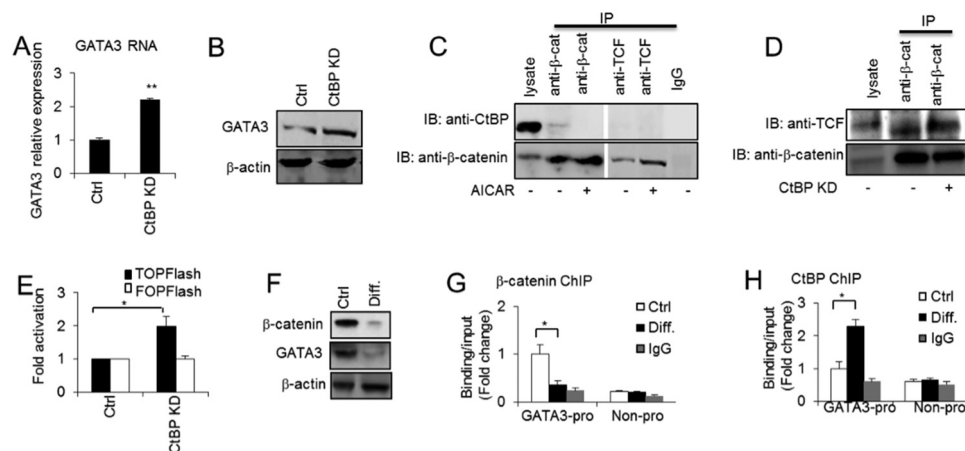 A
GATA3 RNA
GATA3 relative expression
3
2
1
0
**
Ctrl
CtBP KD
B
Ctrl
CtBP KD
GATA3
β-actin
C
IP
lysate
anti-β-cat
anti-β-cat
anti-TCF
anti-TCF
IgG
IB: anti-CtBP
IB: anti-β-catenin
AICAR - - + - + -
D
IP
lysate
anti-β-cat
anti-β-cat
IB: anti-TCF
IB: anti-β-catenin
CtBP KD - - +
E
TOPFlash
FOPFlash
Fold activation
3
2
1
0
*
Ctrl
CtBP KD
F
Ctrl
Diff.
β-catenin
GATA3
β-actin
G
β-catenin ChIP
Binding/input
(Fold change)
2
1.5
1
0.5
0
*
Ctrl
Diff.
IgG
GATA3-pro
Non-pro
H
CtBP ChIP
Binding/input
(Fold change)
3.0
2.0
1.0
0.0
*
Ctrl
Diff.
IgG
GATA3-pro
Non-pro